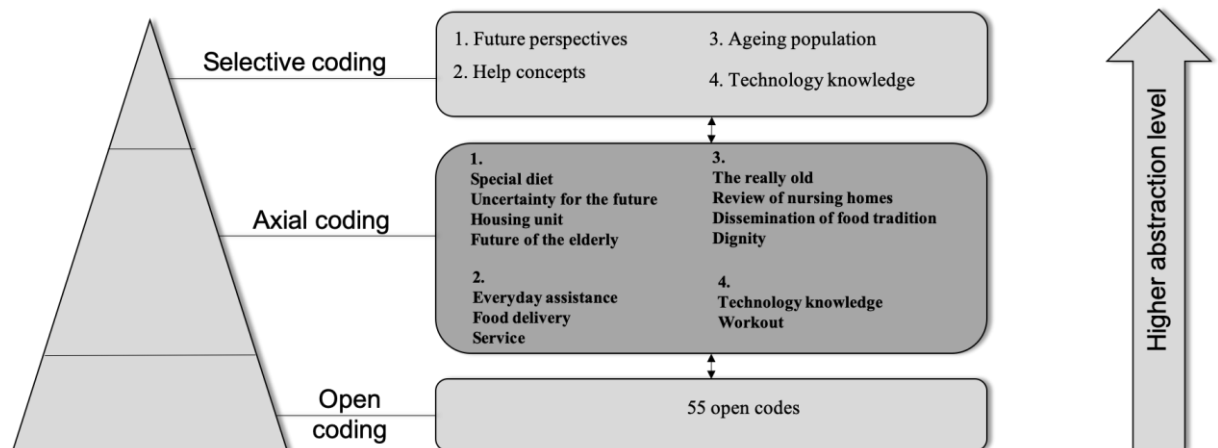 Selective coding
1. Future perspectives
2. Help concepts
3. Ageing population
4. Technology knowledge
Axial coding
1.
Special diet
Uncertainty for the future
Housing unit
Future of the elderly
2.
Everyday assistance
Food delivery
Service
3.
The really old
Review of nursing homes
Dissemination of food tradition
Dignity
4.
Technology knowledge
Workout
Open
coding
55 open codes
Higher abstraction level